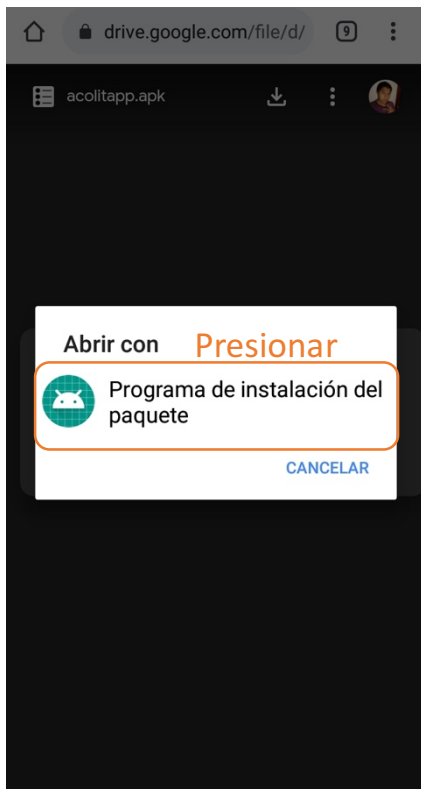 drive.google.com/file/d/ 9
acolitapp.apk
Abrir con Presionar
Programa de instalación del
paquete
CANCELAR